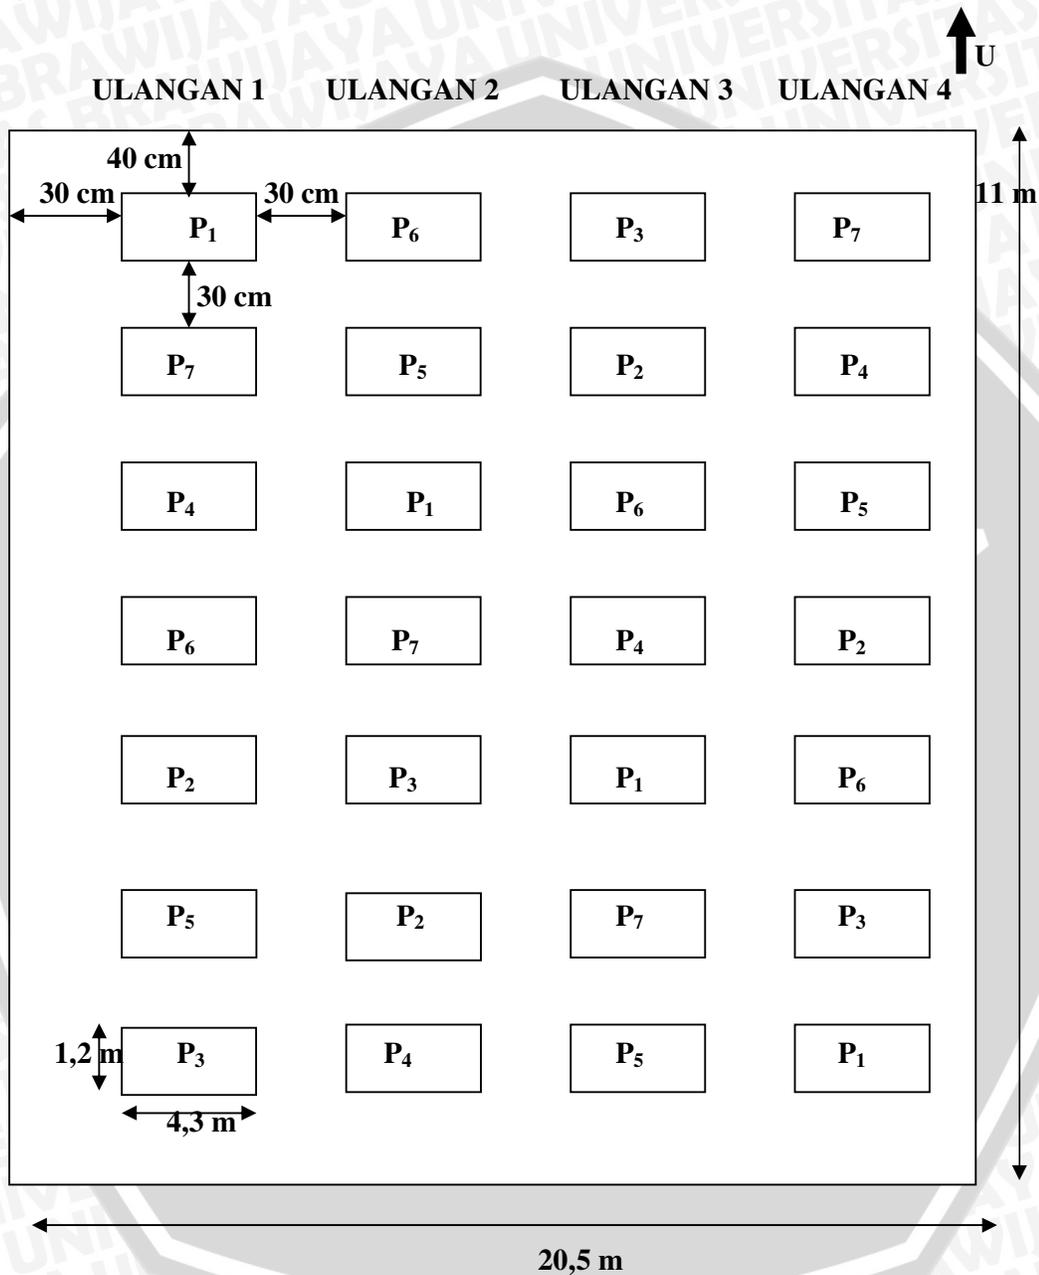 U
ULANGAN 1 ULANGAN 2 ULANGAN 3 ULANGAN 4
40 cm
30 cm 30 cm 11 m
P₁ P₆ P₃ P₇
30 cm
P₇ P₅ P₂ P₄
P₄ P₁ P₆ P₅
P₆ P₇ P₄ P₂
P₂ P₃ P₁ P₆
P₅ P₂ P₇ P₃
1,2 m P₃ P₄ P₅ P₁
4,3 m
20,5 m